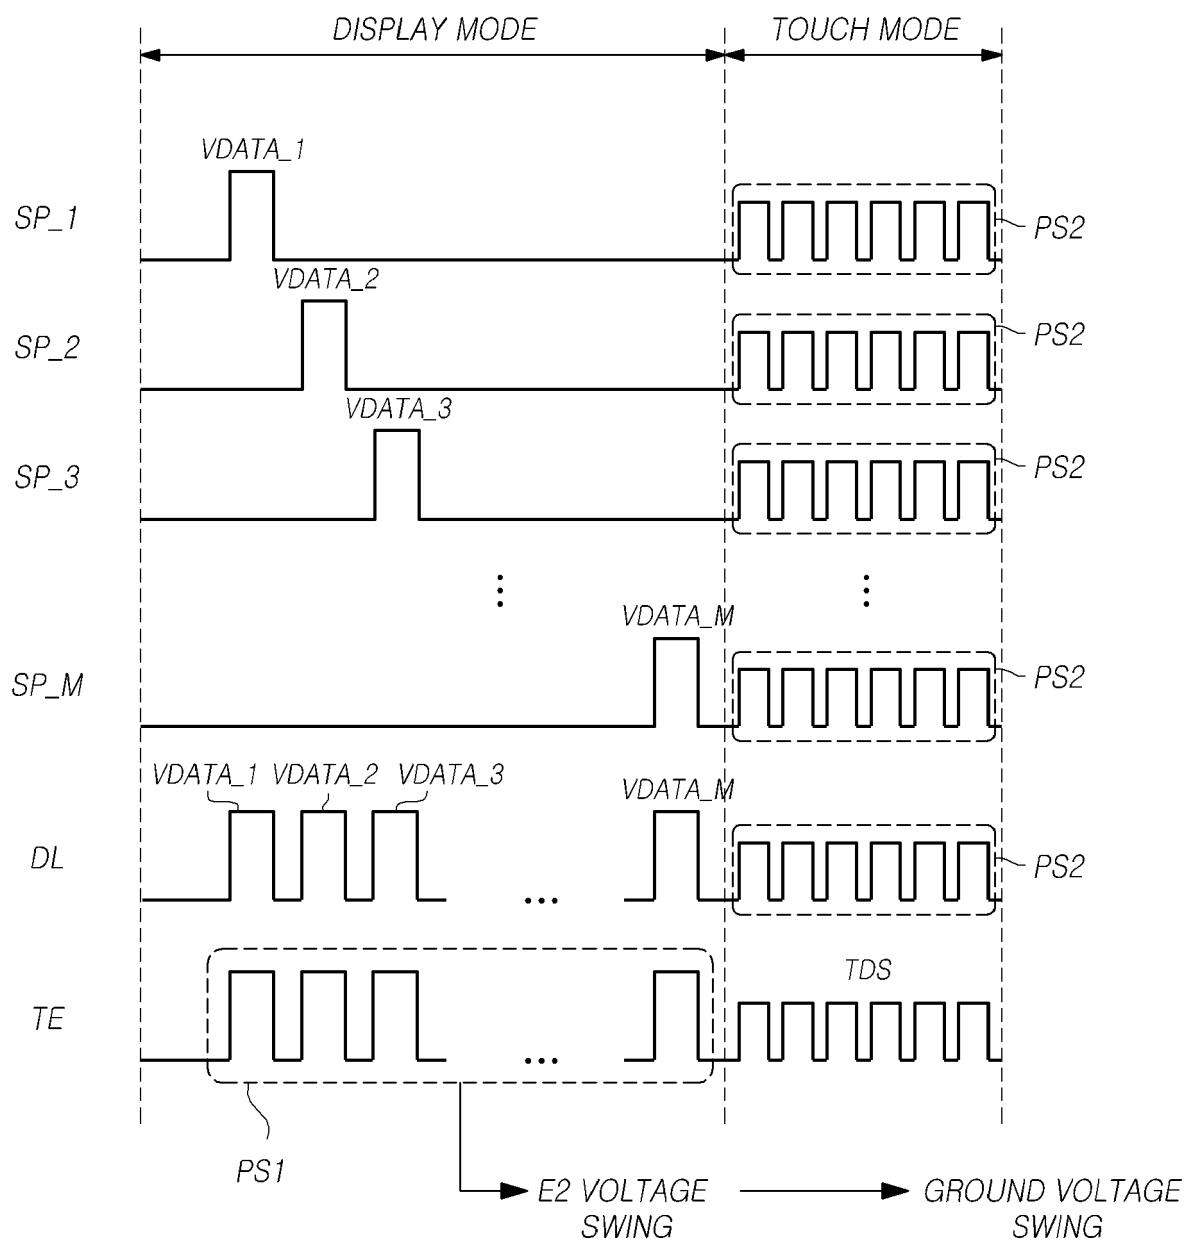 DISPLAY MODE
TOUCH MODE
VDATA_1
SP_1
PS2
VDATA_2
SP_2
PS2
VDATA_3
SP_3
PS2
VDATA_M
SP_M
PS2
VDATA_1 VDATA_2 VDATA_3
VDATA_M
DL
PS2
TDS
TE
PS1
E2 VOLTAGE
SWING
GROUND VOLTAGE
SWING